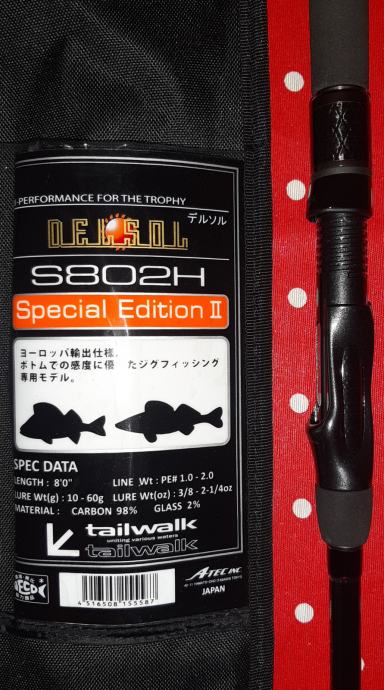 -PERFORMANCE FOR THE TROPHY
デルソル
DEL SOL
S802H
Special Edition II
ヨーロッパ輸出仕様。
ボトムでの感度に優れたジグフィッシング
専用モデル。
SPEC DATA
LENGTH : 8'0" LINE Wt : PE# 1.0 - 2.0
LURE Wt(g) : 10 - 60g LURE Wt(oz) : 3/8 - 2-1/4oz
MATERIAL : CARBON 98% GLASS 2%
tailwalk
uniting various waters
tailwalk
4516508155587
A-TEC INC.
JAPAN